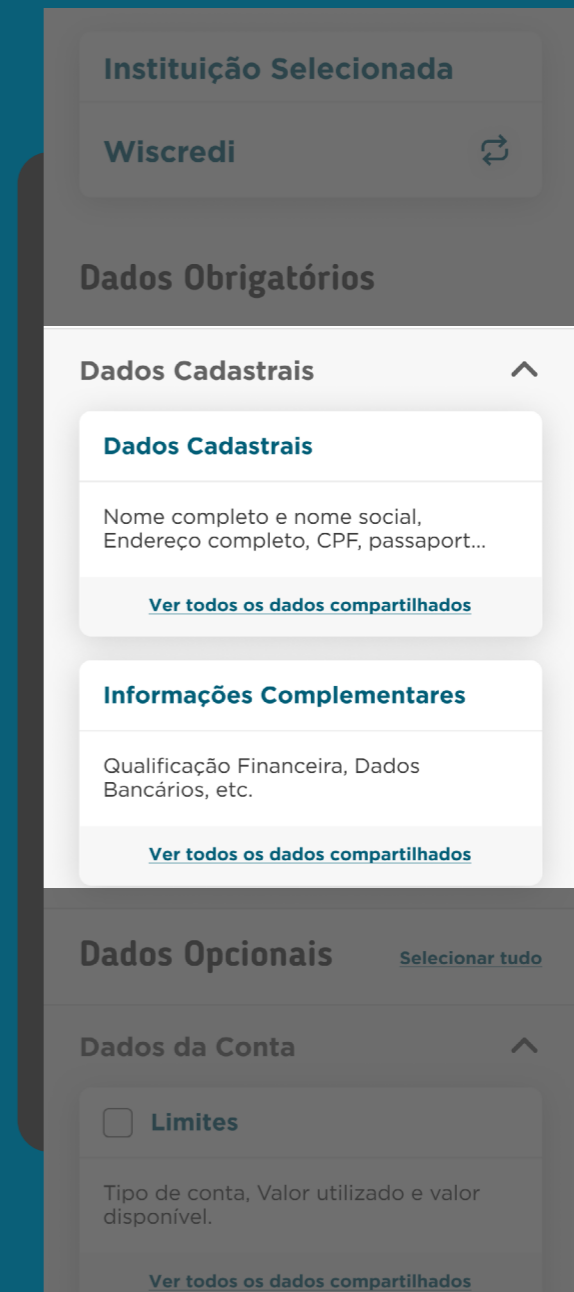 Instituição Selecionada
Wiscredi
Dados Obrigatórios
Dados Cadastrais
Dados Cadastrais
Nome completo e nome social,
Endereço completo, CPF, passaport...
Ver todos os dados compartilhados
Informações Complementares
Qualificação Financeira, Dados
Bancários, etc.
Ver todos os dados compartilhados
Dados Opcionais
Selecionar tudo
Dados da Conta
Limites
Tipo de conta, Valor utilizado e valor
disponível.
Ver todos os dados compartilhados